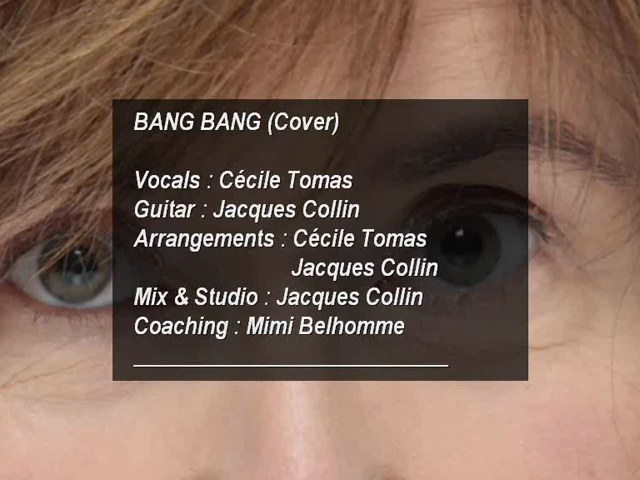 BANG BANG (Cover)
Vocals : Cécile Tomas
Guitar : Jacques Collin
Arrangements : Cécile Tomas
Jacques Collin
Mix & Studio : Jacques Collin
Coaching : Mimi Belhomme